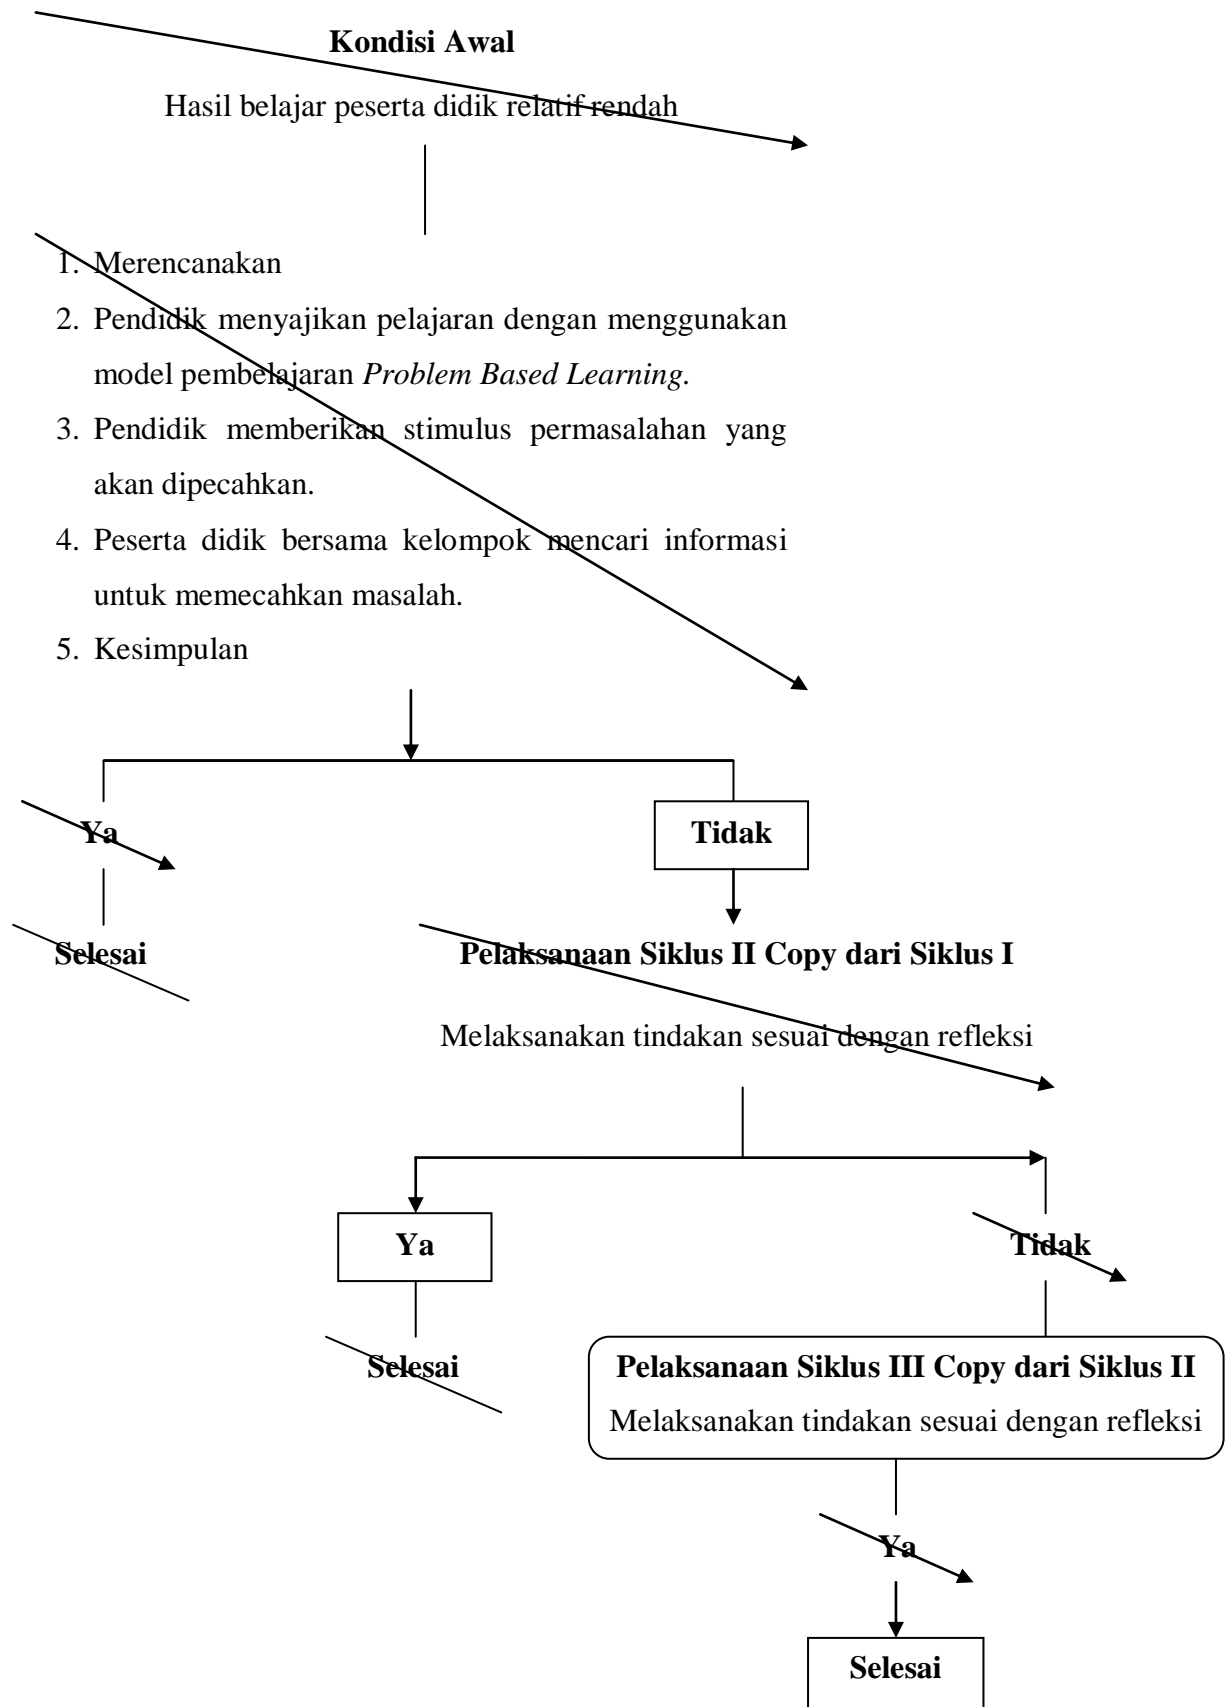 Kondisi Awal
Hasil belajar peserta didik relatif rendah
1. Merencanakan
2. Pendidik menyajikan pelajaran dengan menggunakan
model pembelajaran Problem Based Learning.
3. Pendidik memberikan stimulus permasalahan yang
akan dipecahkan.
4. Peserta didik bersama kelompok mencari informasi
untuk memecahkan masalah.
5. Kesimpulan
Ya
Tidak
Selesai
Pelaksanaan Siklus II Copy dari Siklus I
Melaksanakan tindakan sesuai dengan refleksi
Ya
Tidak
Selesai
Pelaksanaan Siklus III Copy dari Siklus II
Melaksanakan tindakan sesuai dengan refleksi
Ya
Selesai